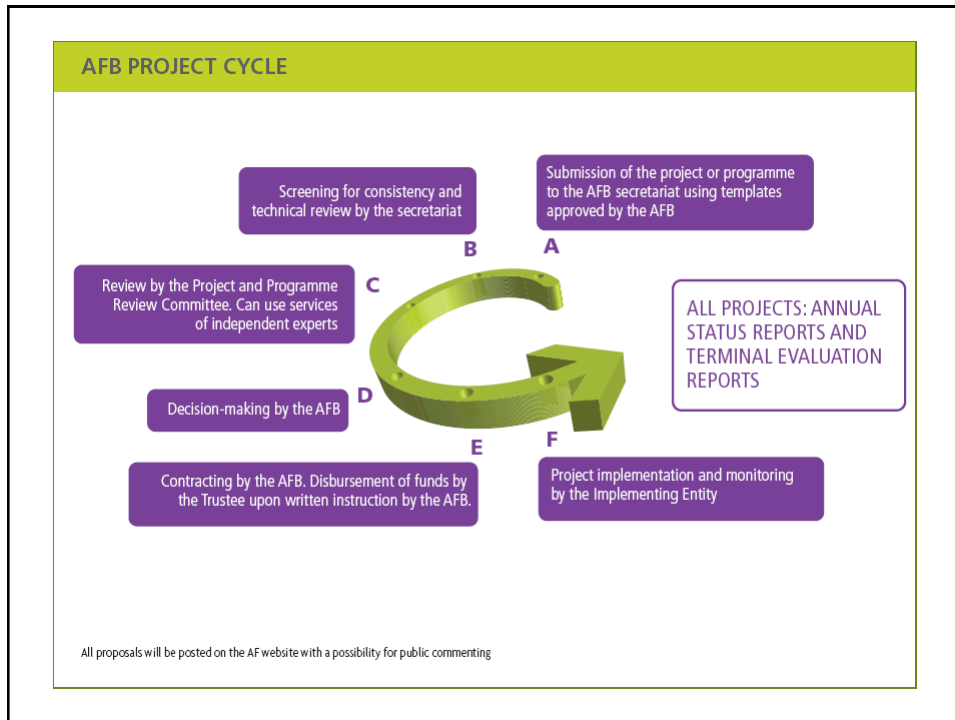 AFB PROJECT CYCLE
Submission of the project or programme
to the AFB secretariat using templates
approved by the AFB
A
Screening for consistency and
technical review by the secretariat
B
Review by the Project and Programme
Review Committee. Can use services
of independent experts
C
Decision-making by the AFB
D
Contracting by the AFB. Disbursement of funds by
the Trustee upon written instruction by the AFB.
E
Project implementation and monitoring
by the Implementing Entity
F
ALL PROJECTS: ANNUAL
STATUS REPORTS AND
TERMINAL EVALUATION
REPORTS
All proposals will be posted on the AF website with a possibility for public commenting